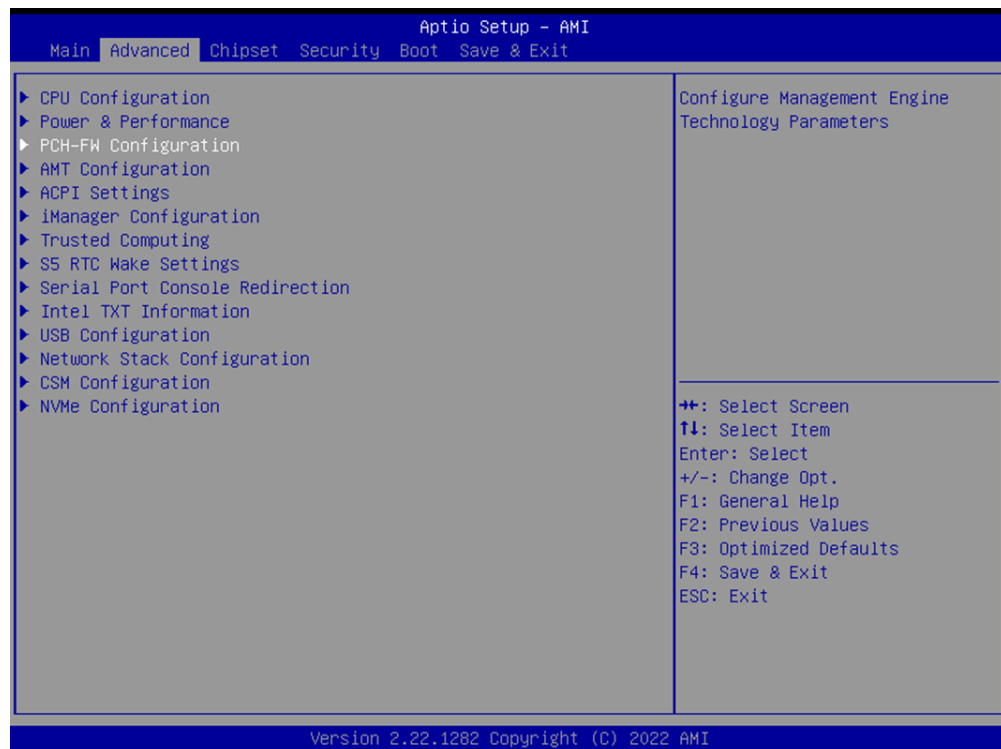 Aptio Setup – AMI
Main Advanced Chipset Security Boot Save & Exit
▶ CPU Configuration
▶ Power & Performance
▶ PCH-FW Configuration
▶ AMT Configuration
▶ ACPI Settings
▶ iManager Configuration
▶ Trusted Computing
▶ S5 RTC Wake Settings
▶ Serial Port Console Redirection
▶ Intel TXT Information
▶ USB Configuration
▶ Network Stack Configuration
▶ CSM Configuration
▶ NVMe Configuration
Configure Management Engine
Technology Parameters
→←: Select Screen
↑↓: Select Item
Enter: Select
+/-: Change Opt.
F1: General Help
F2: Previous Values
F3: Optimized Defaults
F4: Save & Exit
ESC: Exit
Version 2.22.1282 Copyright (C) 2022 AMI